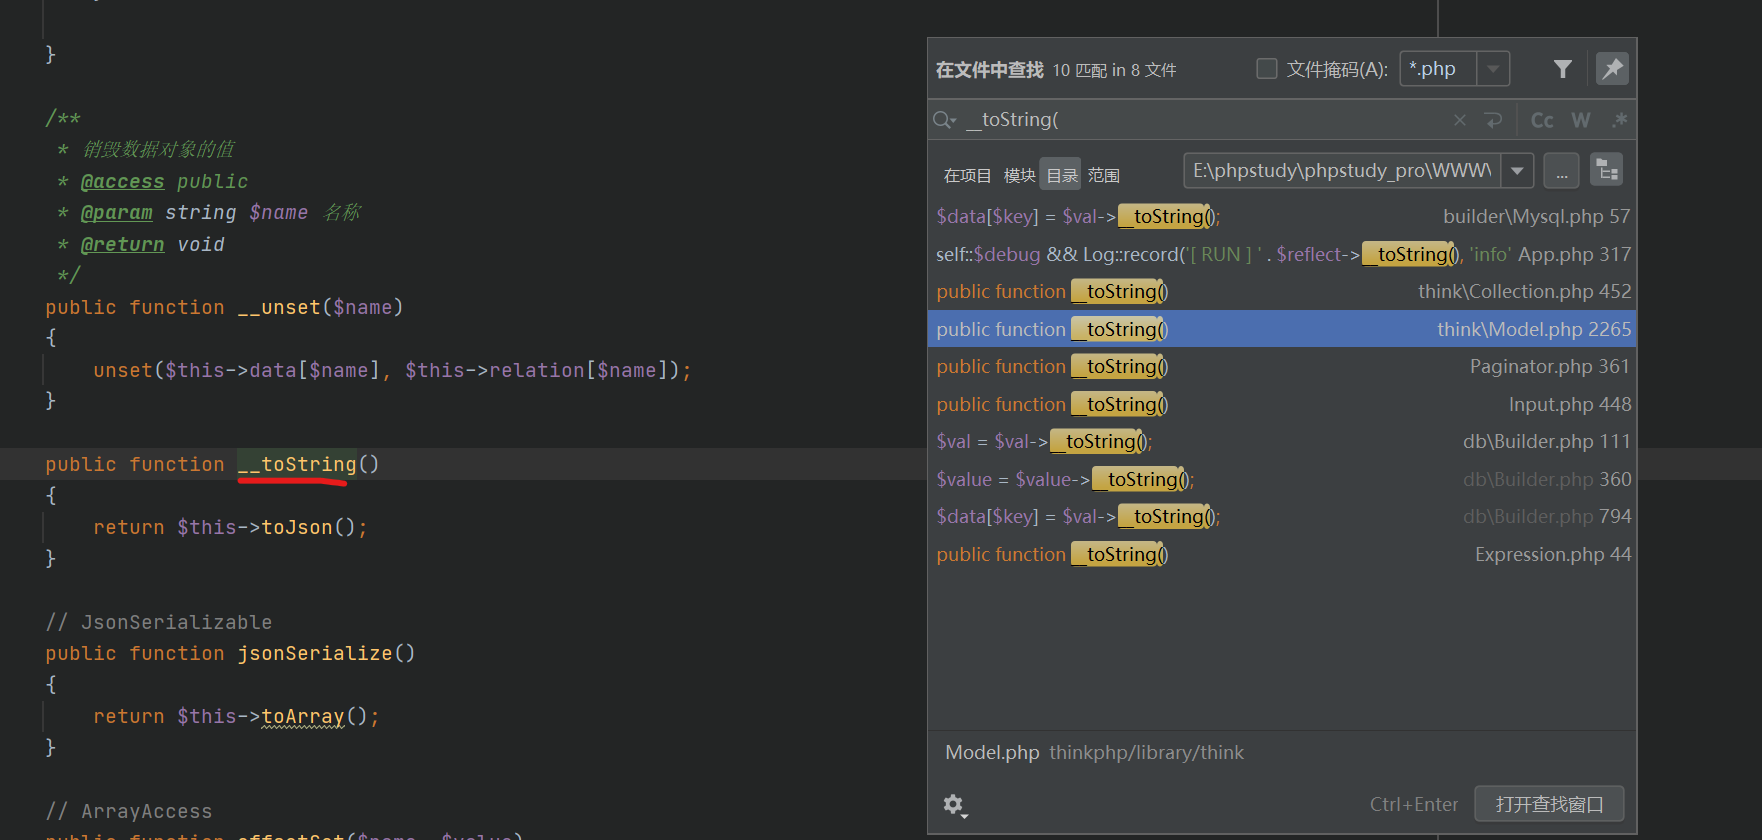 }
/**
 * 销毁数据对象的值
 * @access public
 * @param string $name 名称
 * @return void
 */
public function __unset($name)
{
unset($this->data[$name], $this->relation[$name]);
}
public function __toString()
{
return $this->toJson();
}
// JsonSerializable
public function jsonSerialize()
{
return $this->toArray();
}
// ArrayAccess
public function offsetSet($name, $value)
在文件中查找 10 匹配 in 8 文件 文件掩码(A): *.php
__toString( Cc W .*
在项目 模块 目录 范围 E:\phpstudy\phpstudy_pro\WWW\ ...
$data[$key] = $val->__toString(); builder\Mysql.php 57
self::$debug && Log::record('[ RUN ] ' . $reflect->__toString(), 'info' App.php 317
public function __toString() think\Collection.php 452
public function __toString() think\Model.php 2265
public function __toString() Paginator.php 361
public function __toString() Input.php 448
$val = $val->__toString(); db\Builder.php 111
$value = $value->__toString(); db\Builder.php 360
$data[$key] = $val->__toString(); db\Builder.php 794
public function __toString() Expression.php 44
Model.php thinkphp/library/think
Ctrl+Enter 打开查找窗口